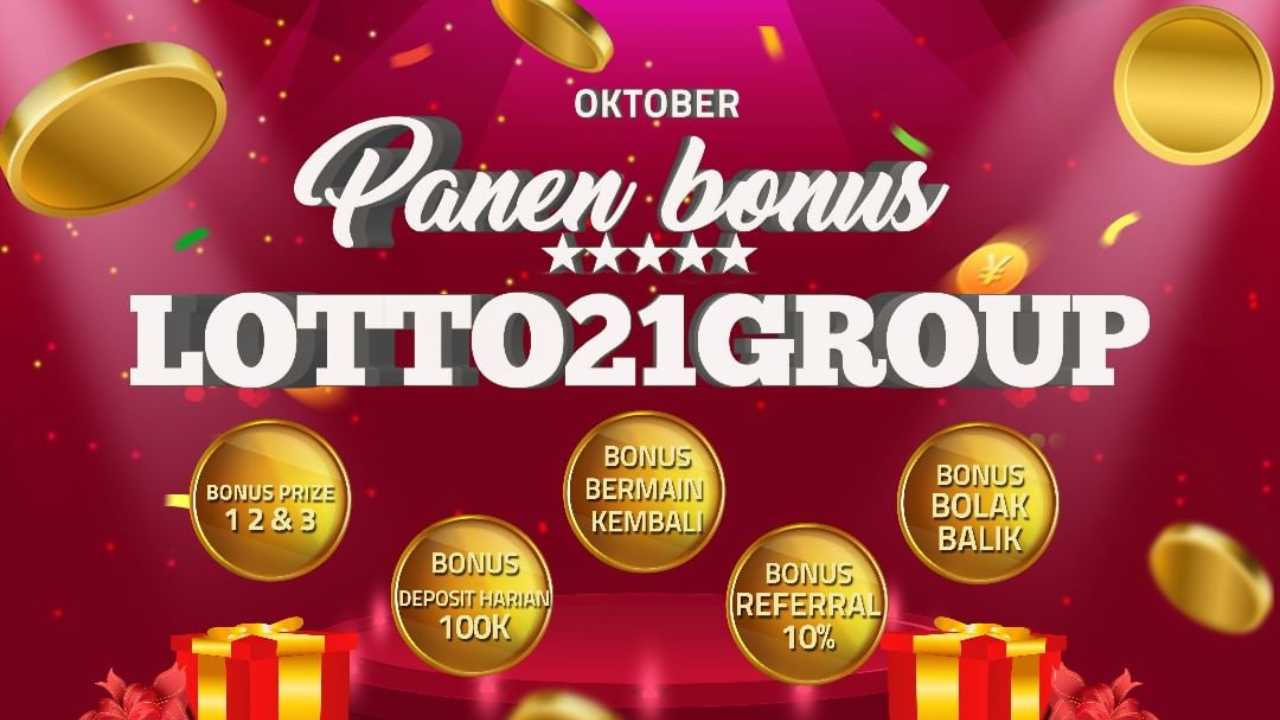 OKTOBER
Panen bonus
LOTTO21GROUP
BONUS PRIZE
1 2 & 3
BONUS
DEPOSIT HARIAN
100K
BONUS
BERMAIN
KEMBALI
BONUS
REFERRAL
10%
BONUS
BOLAK
BALIK
¥